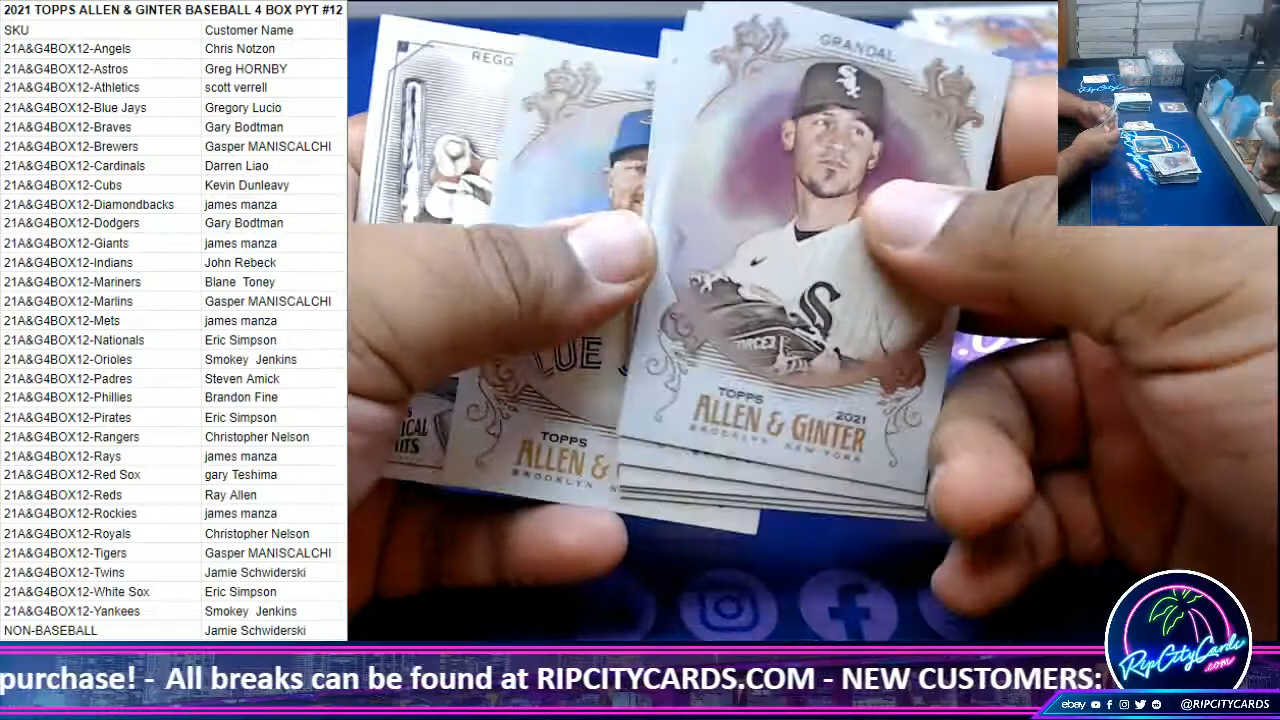 2021 TOPPS ALLEN & GINTER BASEBALL 4 BOX PYT #12
SKU Customer Name
21A&G4BOX12-Angels Chris Notzon
21A&G4BOX12-Astros Greg HORNBY
21A&G4BOX12-Athletics scott verrell
21A&G4BOX12-Blue Jays Gregory Lucio
21A&G4BOX12-Braves Gary Bodtman
21A&G4BOX12-Brewers Gasper MANISCALCHI
21A&G4BOX12-Cardinals Darren Liao
21A&G4BOX12-Cubs Kevin Dunleavy
21A&G4BOX12-Diamondbacks james manza
21A&G4BOX12-Dodgers Gary Bodtman
21A&G4BOX12-Giants james manza
21A&G4BOX12-Indians John Rebeck
21A&G4BOX12-Mariners Blane Toney
21A&G4BOX12-Marlins Gasper MANISCALCHI
21A&G4BOX12-Mets james manza
21A&G4BOX12-Nationals Eric Simpson
21A&G4BOX12-Orioles Smokey Jenkins
21A&G4BOX12-Padres Steven Amick
21A&G4BOX12-Phillies Brandon Fine
21A&G4BOX12-Pirates Eric Simpson
21A&G4BOX12-Rangers Christopher Nelson
21A&G4BOX12-Rays james manza
21A&G4BOX12-Red Sox gary Teshima
21A&G4BOX12-Reds Ray Allen
21A&G4BOX12-Rockies james manza
21A&G4BOX12-Royals Christopher Nelson
21A&G4BOX12-Tigers Gasper MANISCALCHI
21A&G4BOX12-Twins Jamie Schwiderski
21A&G4BOX12-White Sox Eric Simpson
21A&G4BOX12-Yankees Smokey Jenkins
NON-BASEBALL Jamie Schwiderski
REGG
LUE
TOPPS
ALLEN &
BROOKLYN
GRANDAL
TOPPS 2021
ALLEN & GINTER
BROOKLYN, NEW YORK
purchase! - All breaks can be found at RIPCITYCARDS.COM - NEW CUSTOMERS:
RipCityCards
.com
ebay @RIPCITYCARDS